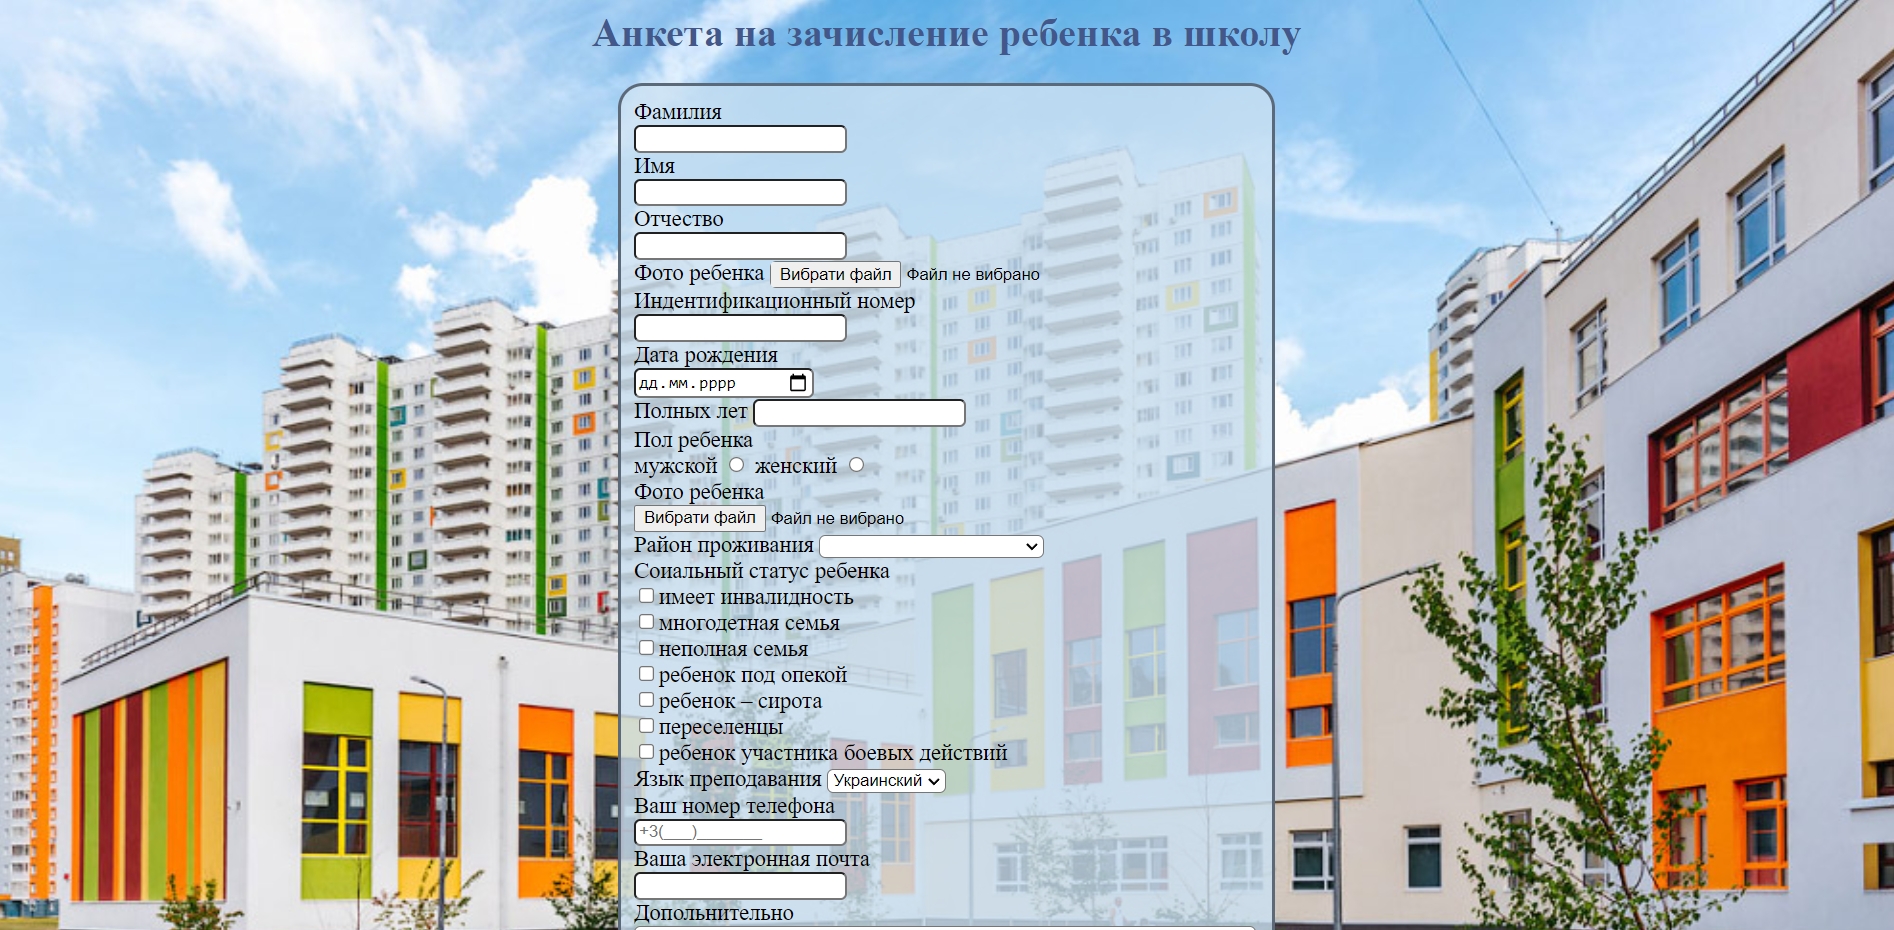 Анкета на зачисление ребенка в школу
Фамилия
Имя
Отчество
Фото ребенка Вибрати файл Файл не вибрано
Индентификационный номер
Дата рождения
дд.мм.рррр
Полных лет
Пол ребенка
мужской женский
Фото ребенка
Вибрати файл Файл не вибрано
Район проживания
Соиальный статус ребенка
имеет инвалидность
многодетная семья
неполная семья
ребенок под опекой
ребенок – сирота
переселенцы
ребенок участника боевых действий
Язык преподавания Украинский
Ваш номер телефона
+3(___)_______
Ваша электронная почта
Допольнительно